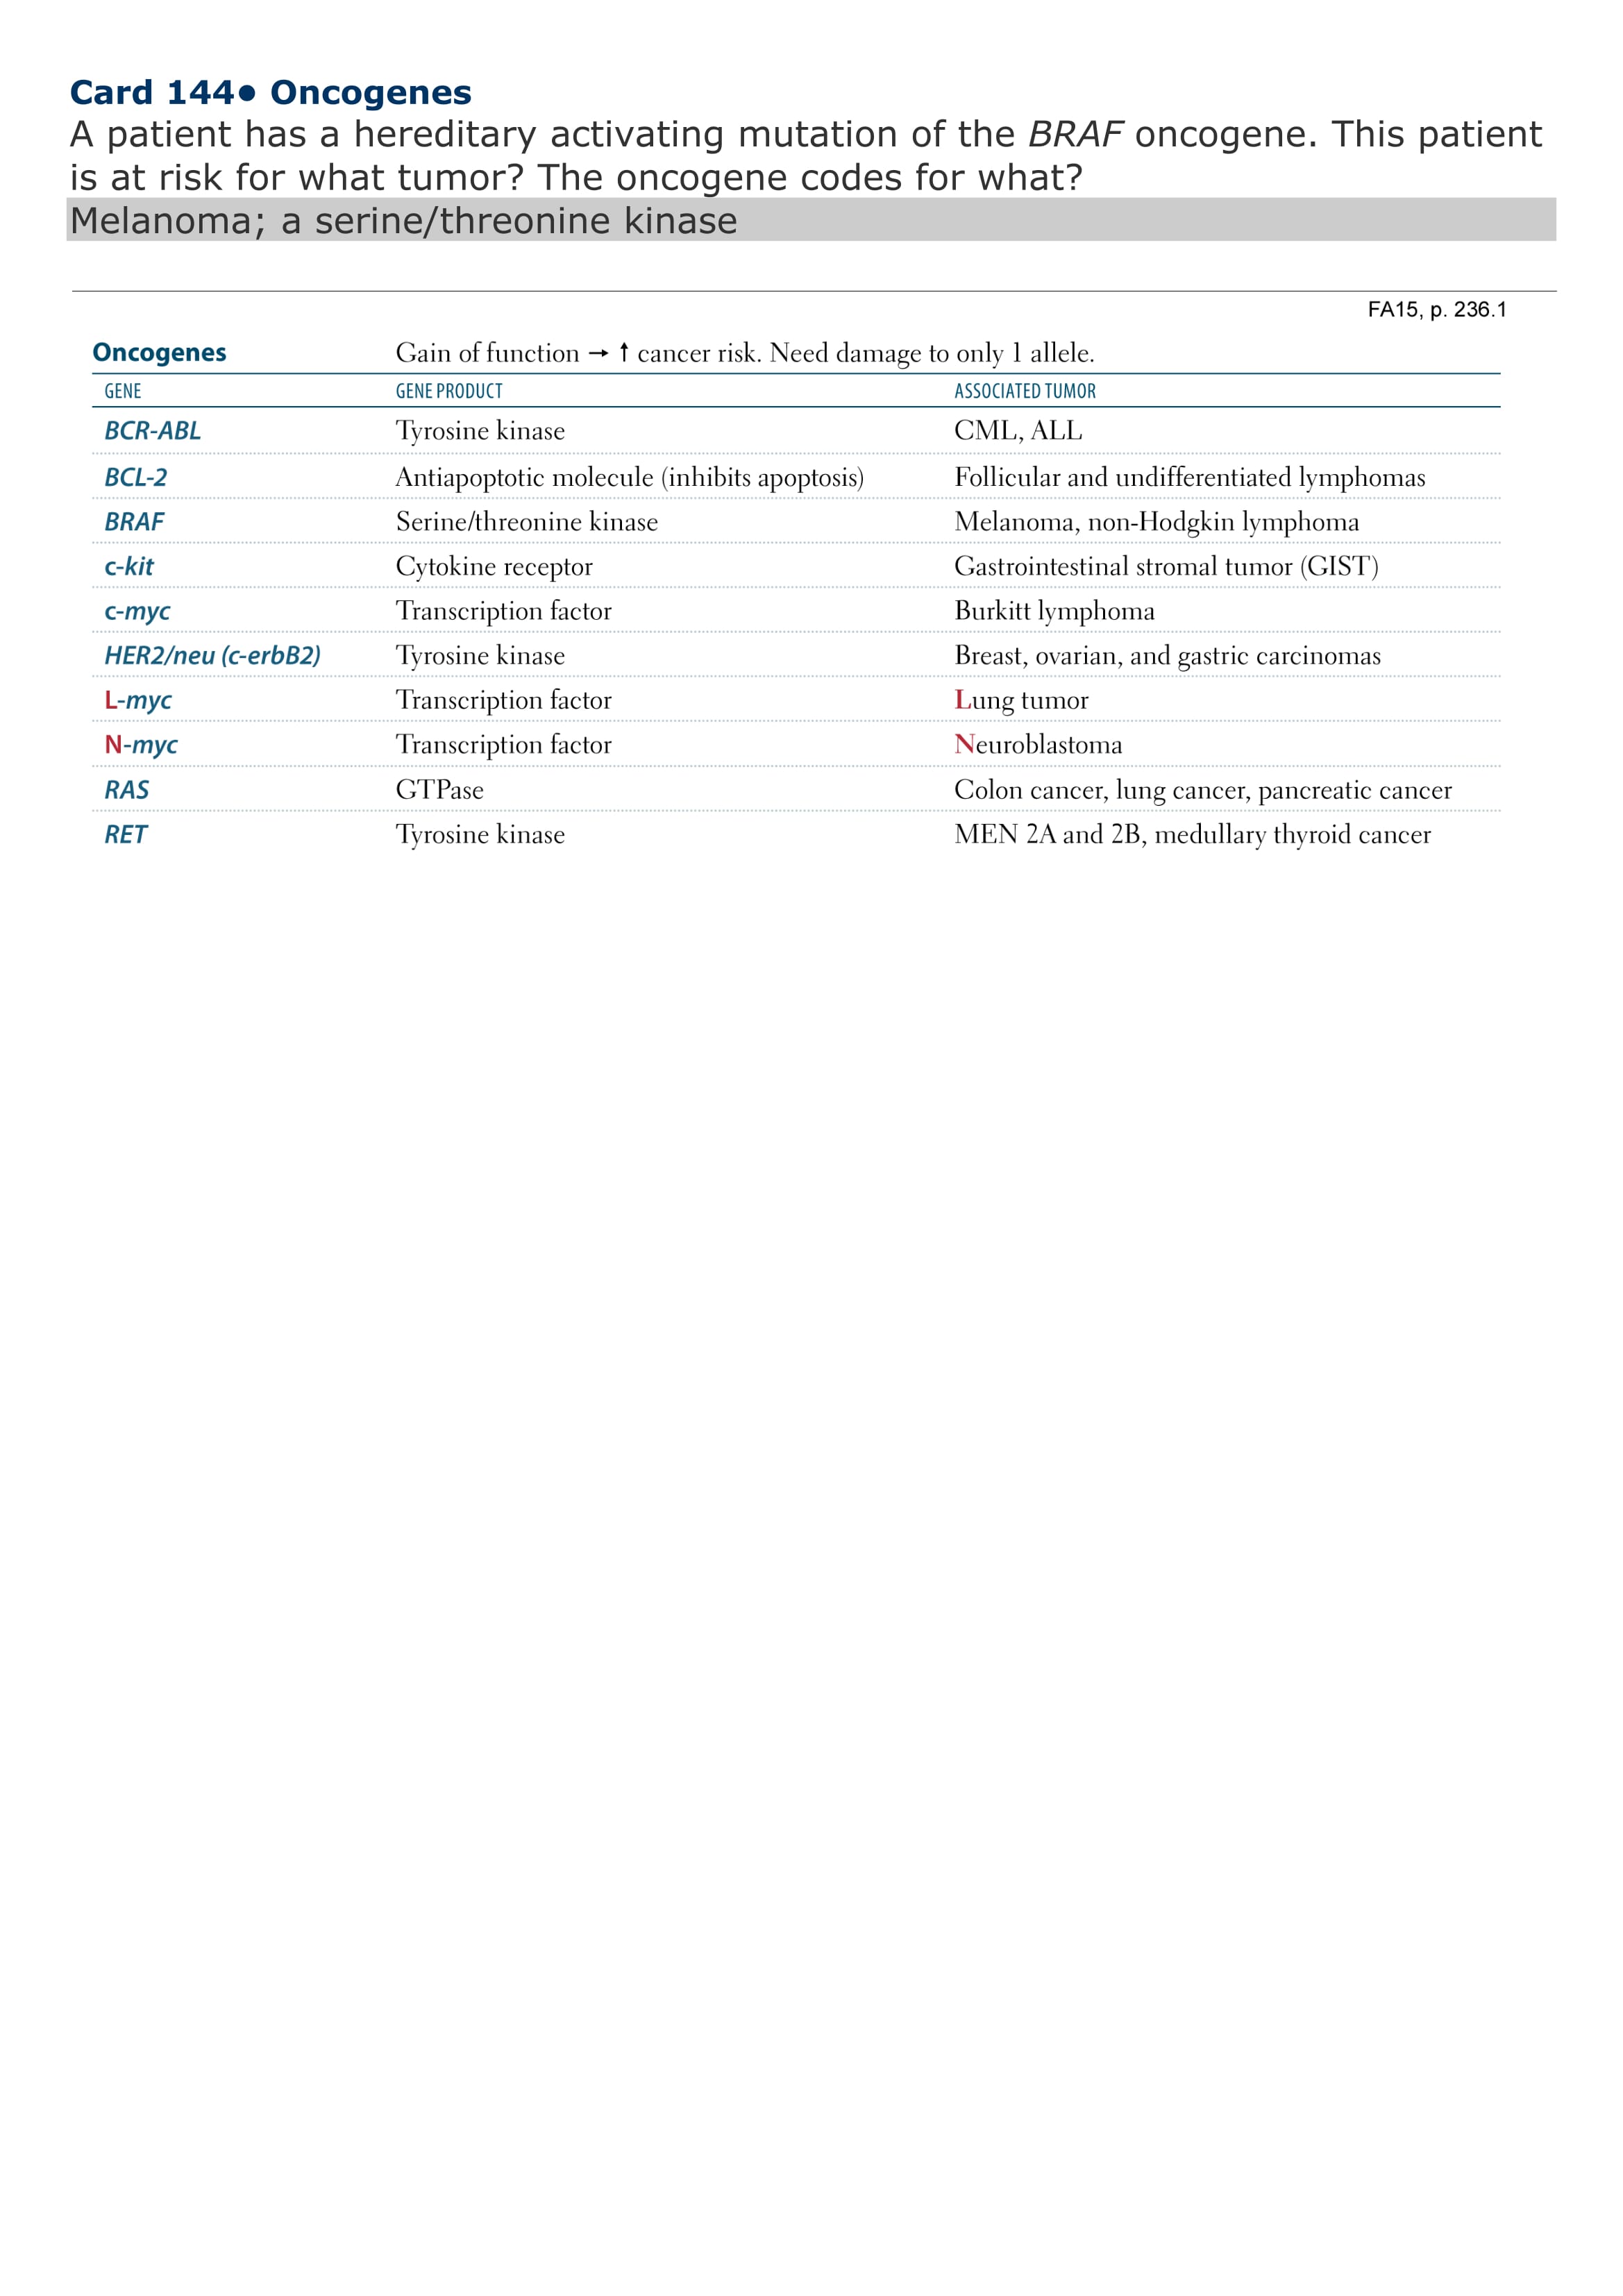 Card 144● Oncogenes
A patient has a hereditary activating mutation of the BRAF oncogene. This patient
is at risk for what tumor? The oncogene codes for what?
Melanoma; a serine/threonine kinase
FA15, p. 236.1
Oncogenes Gain of function → ↑ cancer risk. Need damage to only 1 allele.
GENE GENE PRODUCT ASSOCIATED TUMOR
BCR-ABL Tyrosine kinase CML, ALL
BCL-2 Antiapoptotic molecule (inhibits apoptosis) Follicular and undifferentiated lymphomas
BRAF Serine/threonine kinase Melanoma, non-Hodgkin lymphoma
c-kit Cytokine receptor Gastrointestinal stromal tumor (GIST)
c-myc Transcription factor Burkitt lymphoma
HER2/neu (c-erbB2) Tyrosine kinase Breast, ovarian, and gastric carcinomas
L-myc Transcription factor Lung tumor
N-myc Transcription factor Neuroblastoma
RAS GTPase Colon cancer, lung cancer, pancreatic cancer
RET Tyrosine kinase MEN 2A and 2B, medullary thyroid cancer